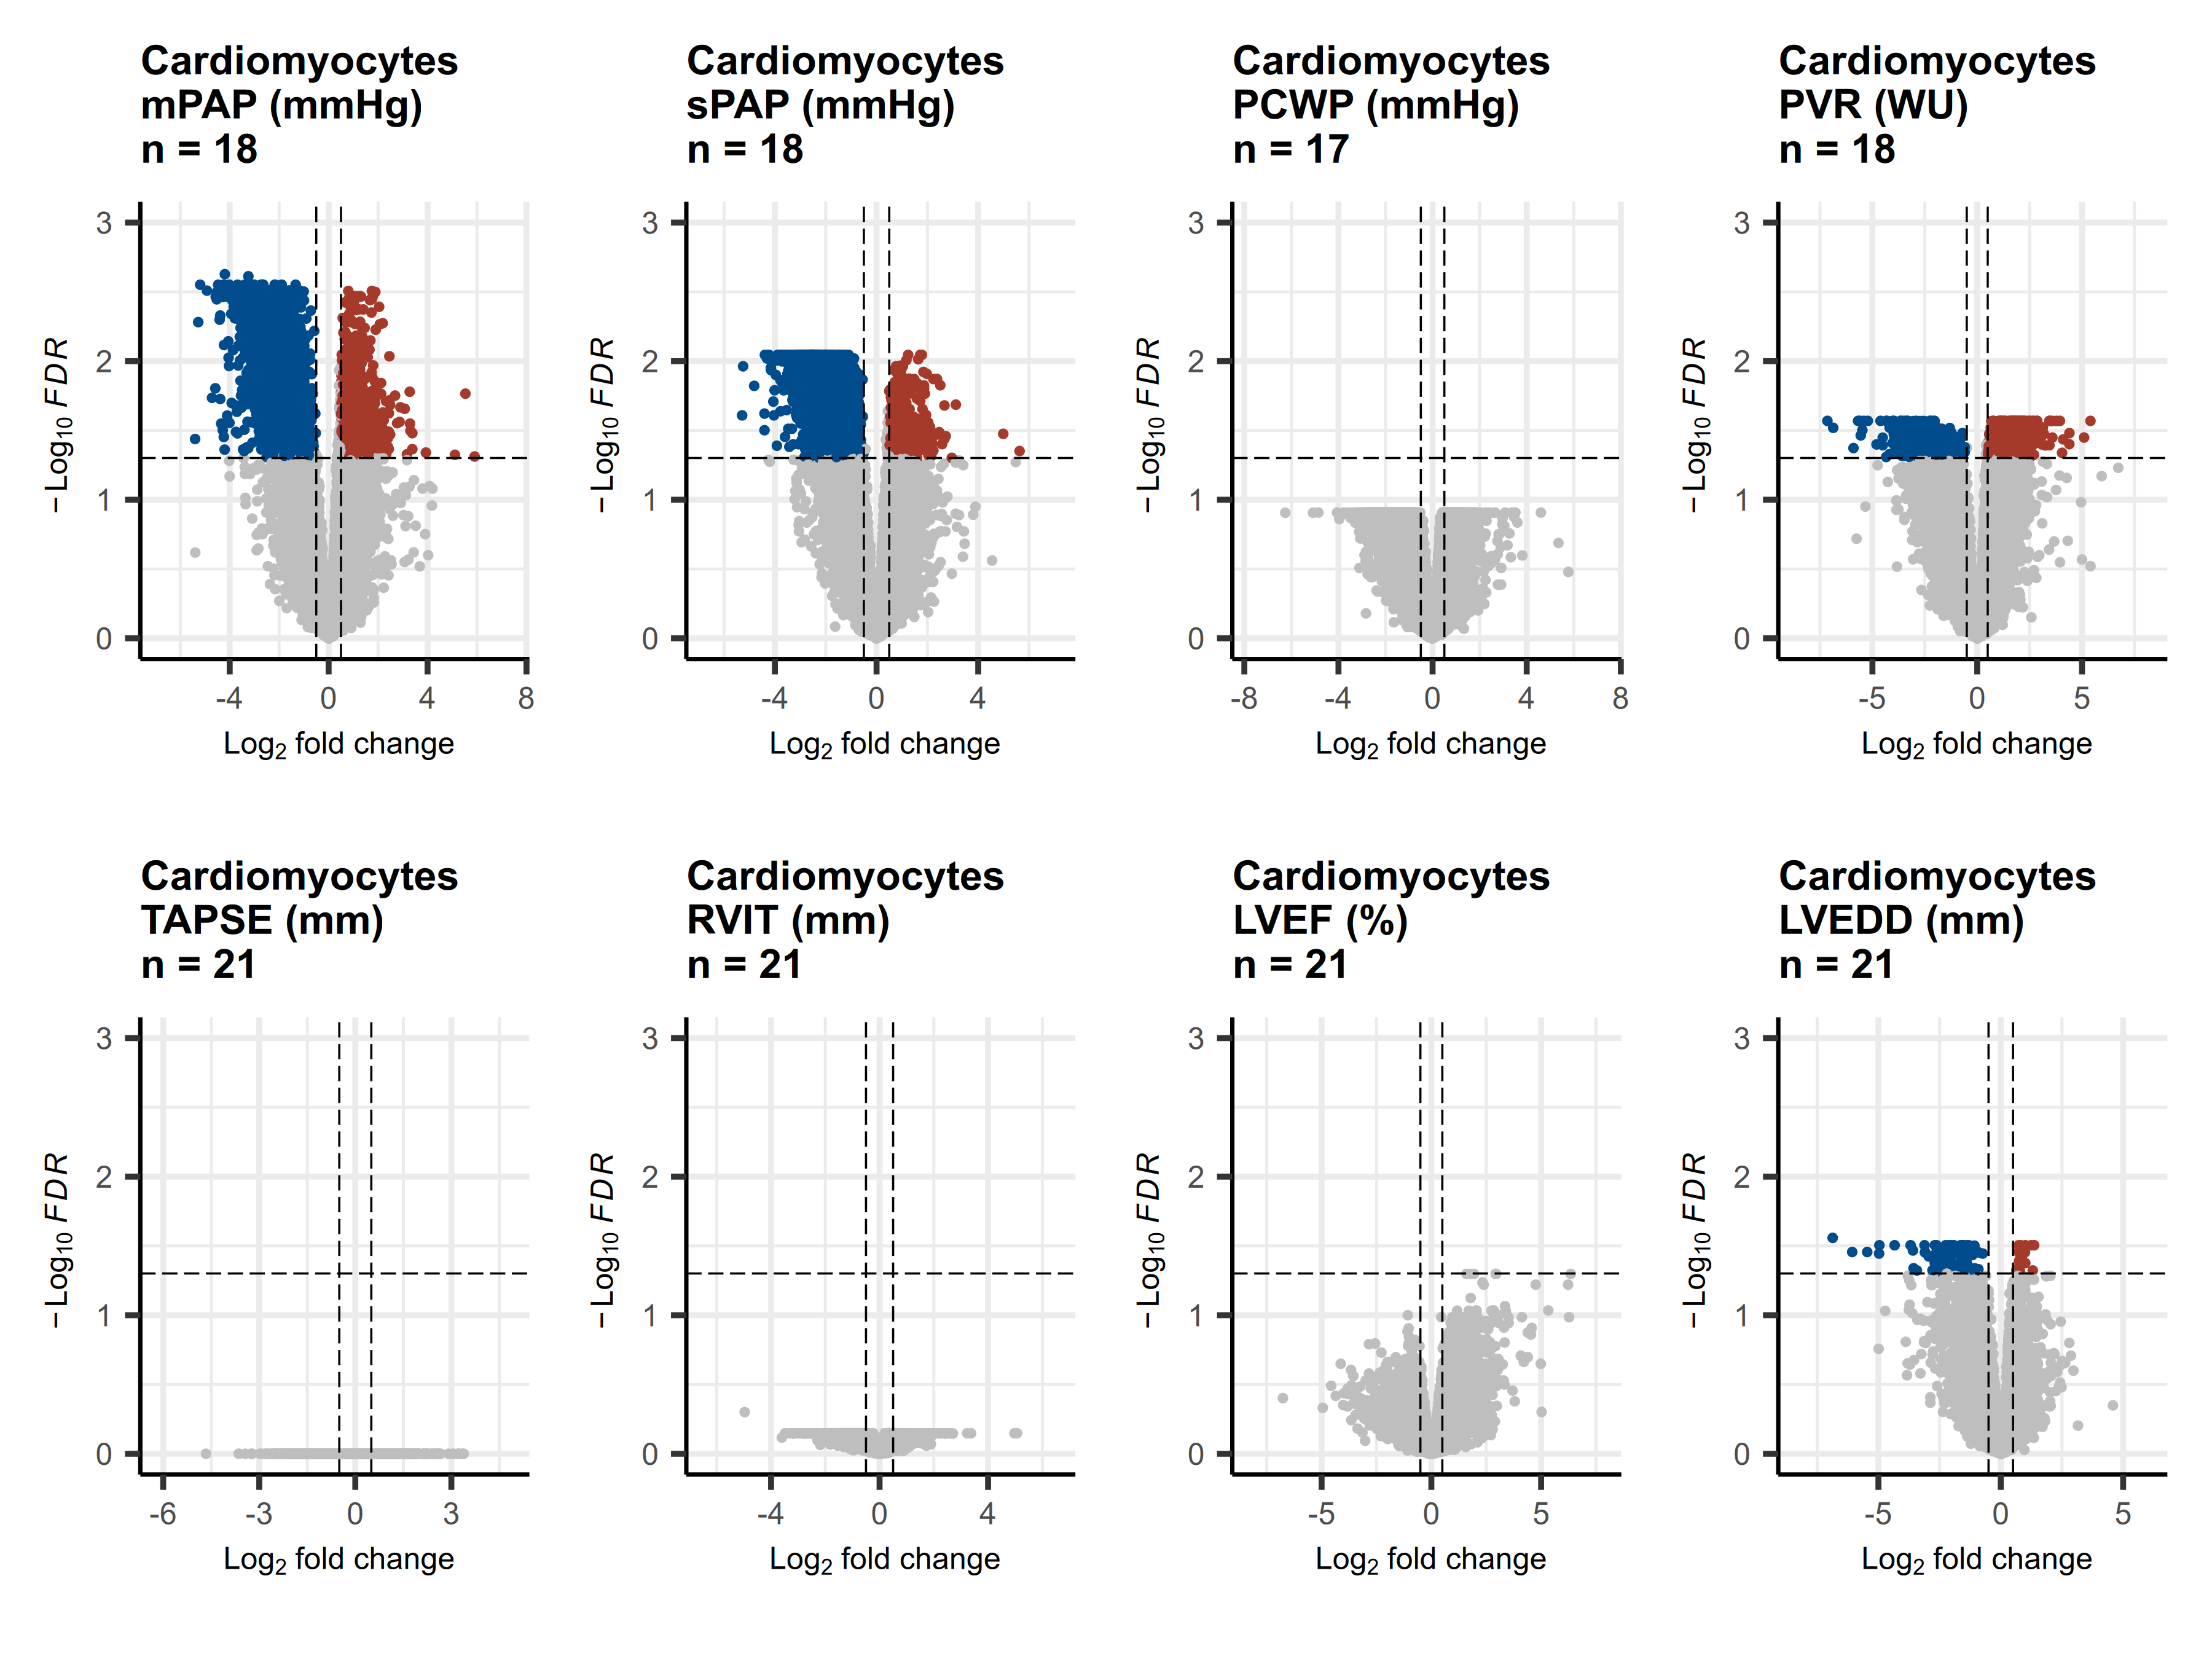 Cardiomyocytes
mPAP (mmHg)
n = 18
3
2
1
0
−Log10 FDR
-4 0 4 8
Log2 fold change
Cardiomyocytes
sPAP (mmHg)
n = 18
3
2
1
0
−Log10 FDR
-4 0 4
Log2 fold change
Cardiomyocytes
PCWP (mmHg)
n = 17
3
2
1
0
−Log10 FDR
-8 -4 0 4 8
Log2 fold change
Cardiomyocytes
PVR (WU)
n = 18
3
2
1
0
−Log10 FDR
-5 0 5
Log2 fold change
Cardiomyocytes
TAPSE (mm)
n = 21
3
2
1
0
−Log10 FDR
-6 -3 0 3
Log2 fold change
Cardiomyocytes
RVIT (mm)
n = 21
3
2
1
0
−Log10 FDR
-4 0 4
Log2 fold change
Cardiomyocytes
LVEF (%)
n = 21
3
2
1
0
−Log10 FDR
-5 0 5
Log2 fold change
Cardiomyocytes
LVEDD (mm)
n = 21
3
2
1
0
−Log10 FDR
-5 0 5
Log2 fold change